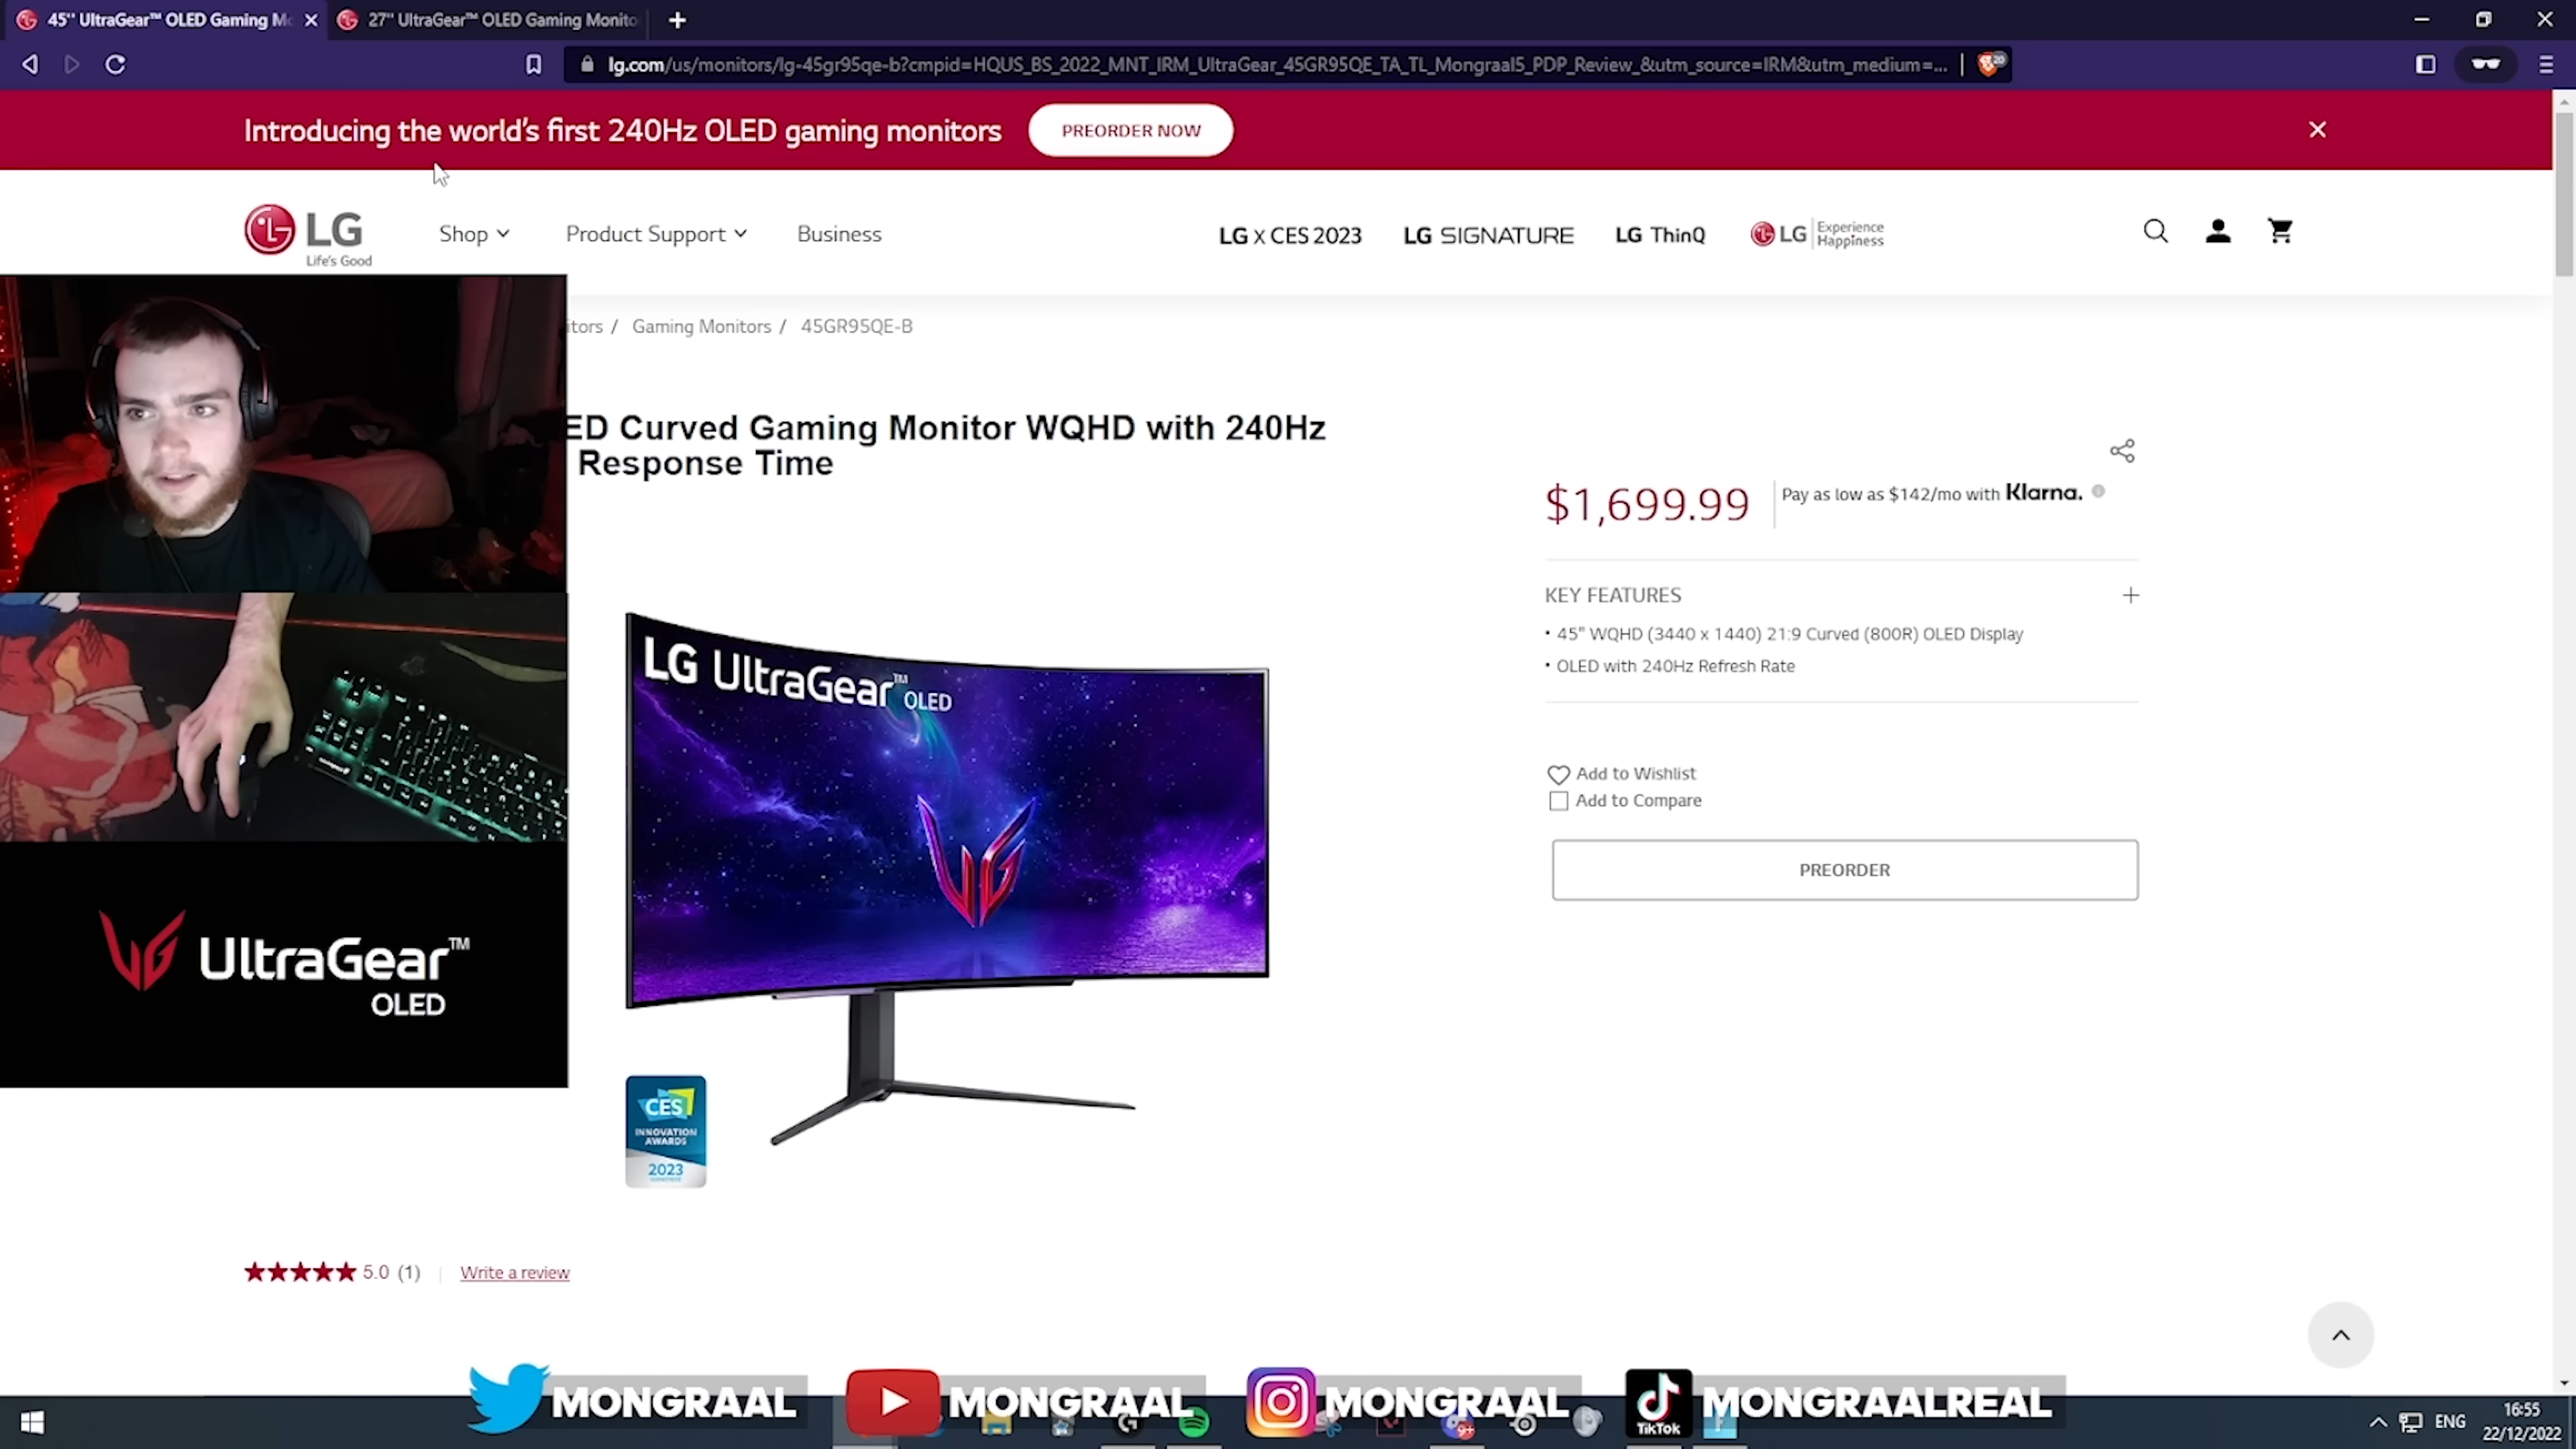 45'' UltraGear™ OLED Gaming Mo
27'' UltraGear™ OLED Gaming Monito
lg.com/us/monitors/lg-45gr95qe-b?cmpid=HQUS_BS_2022_MNT_IRM_UltraGear_45GR95QE_TA_TL_Mongraal5_PDP_Review_&utm_source=IRM&utm_medium=...
20
Introducing the world's first 240Hz OLED gaming monitors
PREORDER NOW
LG
Life's Good
Shop
Product Support
Business
LG X CES 2023
LG SIGNATURE
LG ThinQ
LG Experience Happiness
itors / Gaming Monitors / 45GR95QE-B
ED Curved Gaming Monitor WQHD with 240Hz
Response Time
$1,699.99
Pay as low as $142/mo with Klarna.
KEY FEATURES
• 45" WQHD (3440 x 1440) 21:9 Curved (800R) OLED Display
• OLED with 240Hz Refresh Rate
Add to Wishlist
Add to Compare
PREORDER
LG UltraGear™ OLED
UltraGear™
OLED
CES
INNOVATION
AWARDS
2023
5.0 (1)
Write a review
MONGRAAL
MONGRAAL
MONGRAAL
TikTok
MONGRAALREAL
9+
ENG
16:55
22/12/2022